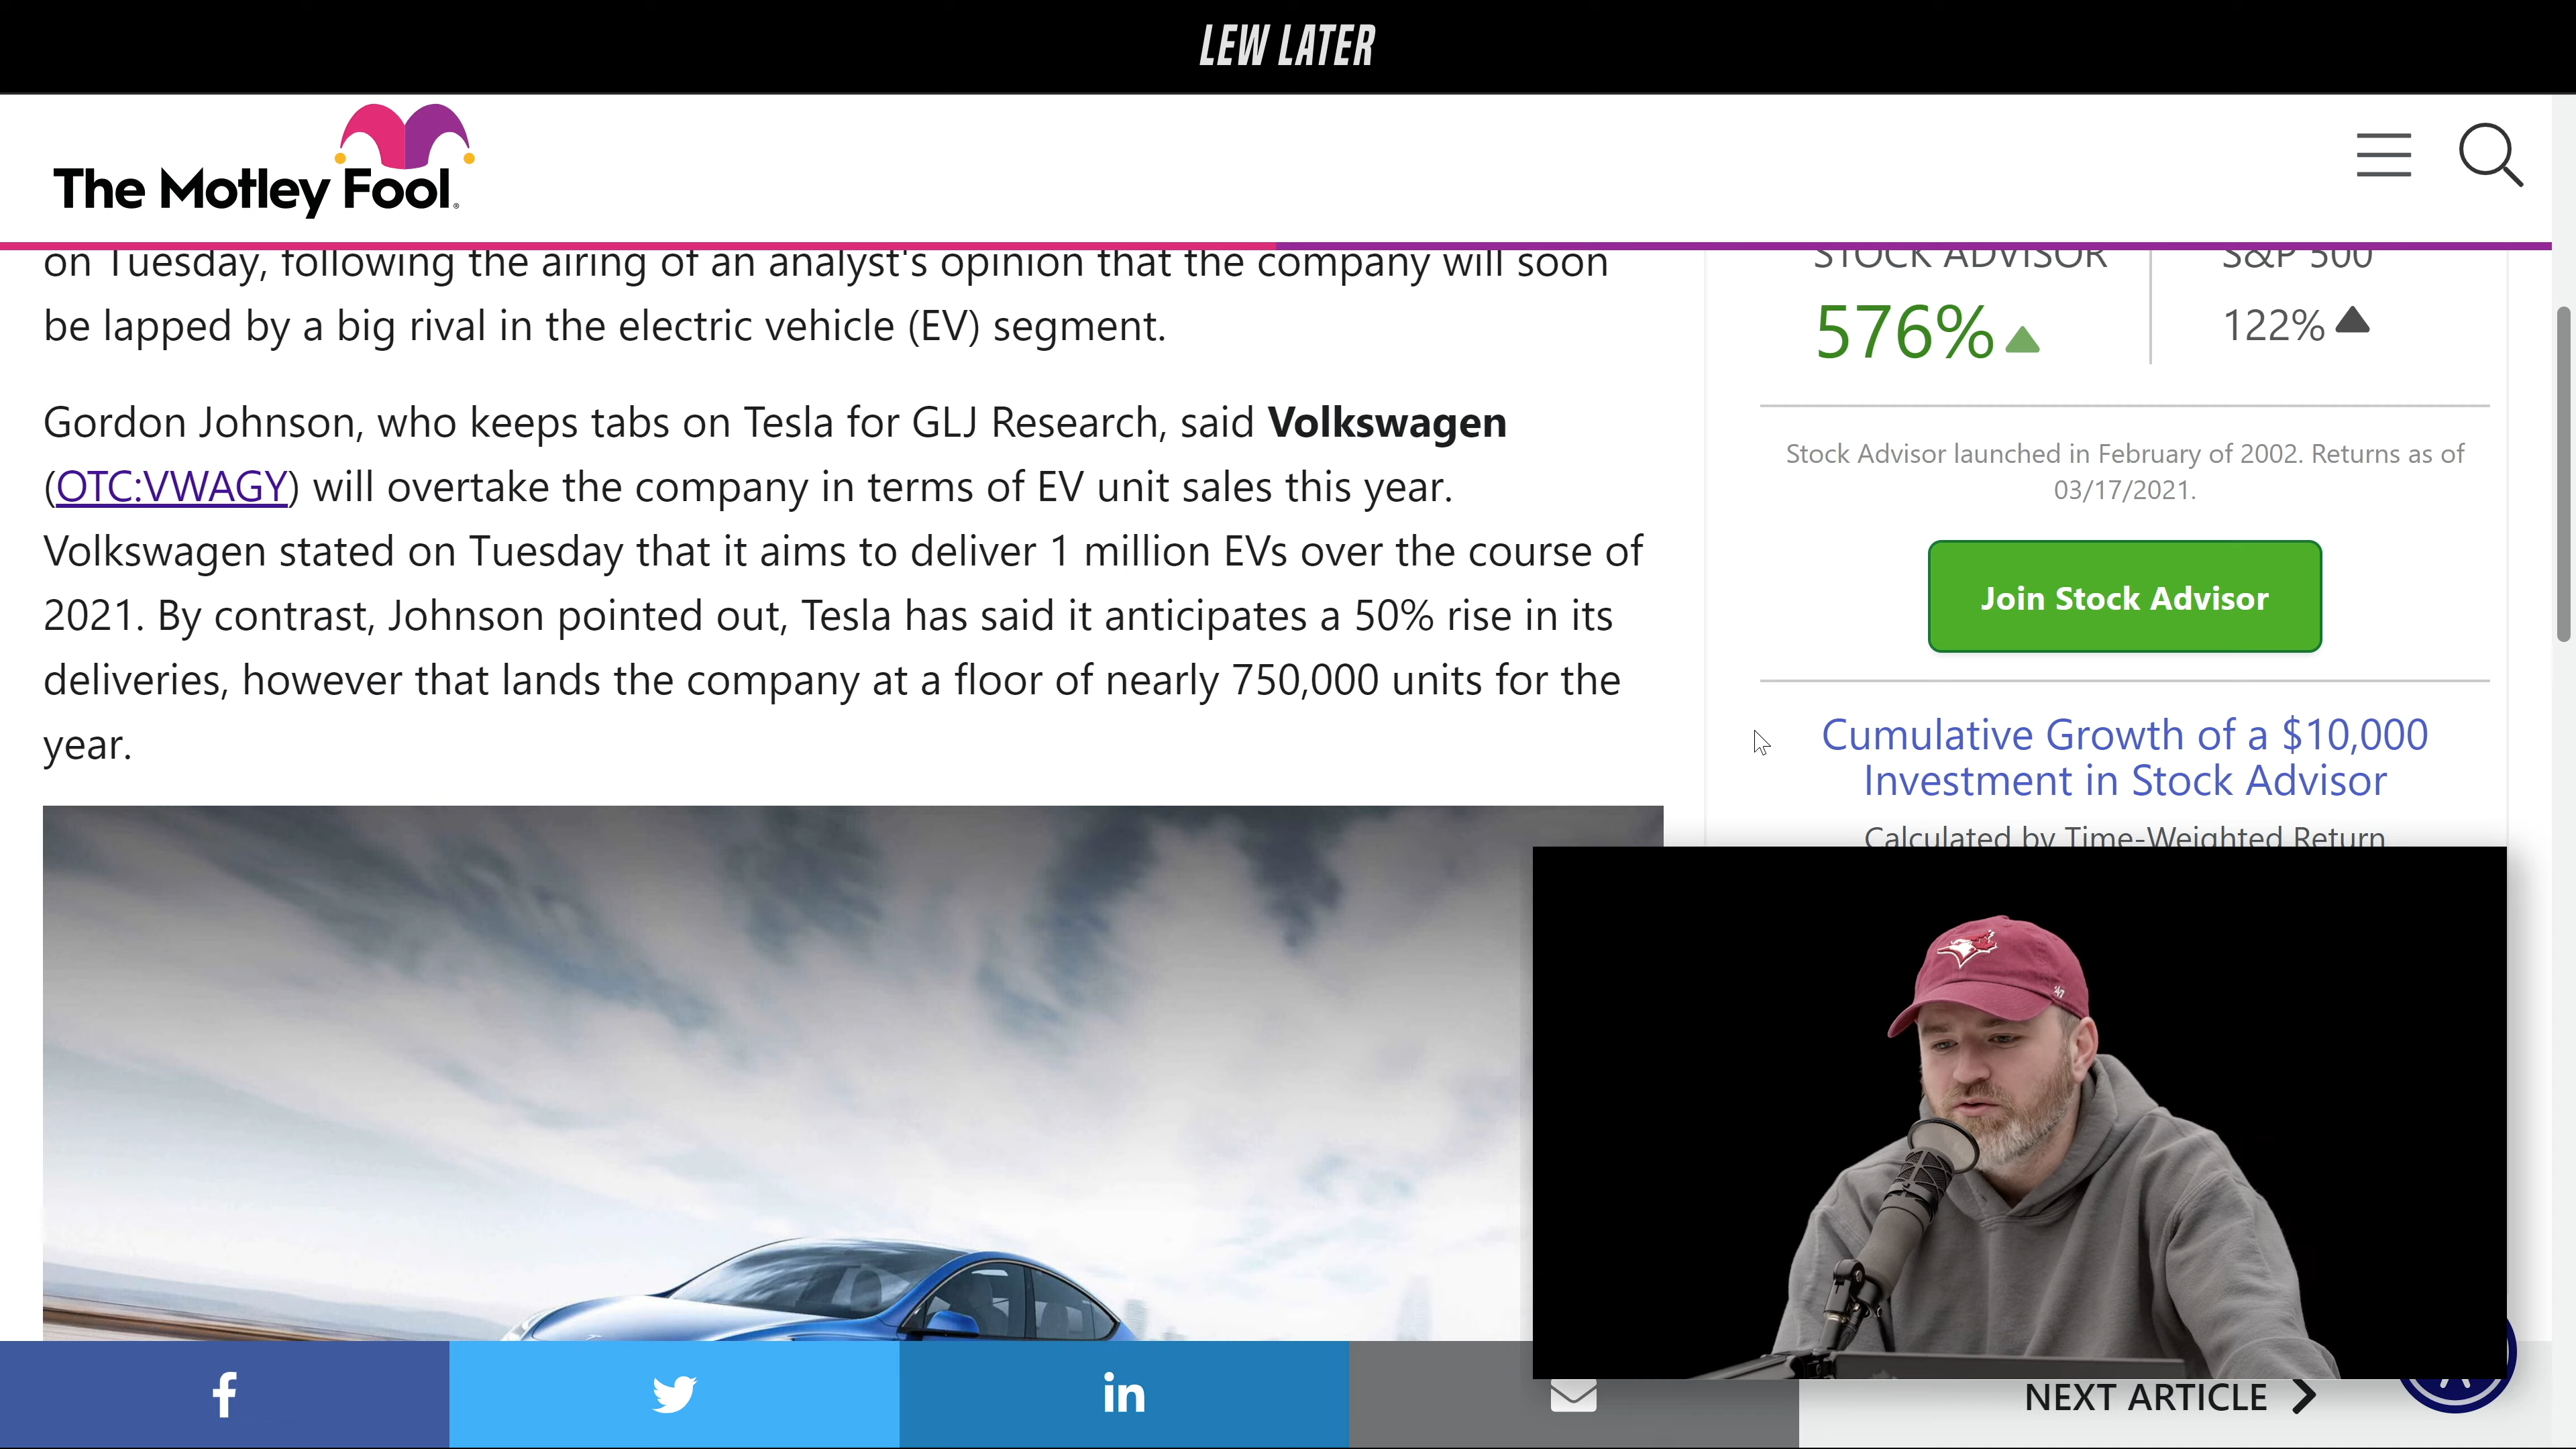 LEW LATER
The Motley Fool
on Tuesday, following the airing of an analyst's opinion that the company will soon
be lapped by a big rival in the electric vehicle (EV) segment.
Gordon Johnson, who keeps tabs on Tesla for GLJ Research, said Volkswagen
(OTC:VWAGY) will overtake the company in terms of EV unit sales this year.
Volkswagen stated on Tuesday that it aims to deliver 1 million EVs over the course of
2021. By contrast, Johnson pointed out, Tesla has said it anticipates a 50% rise in its
deliveries, however that lands the company at a floor of nearly 750,000 units for the
year.
STOCK ADVISOR
S&P 500
576%
122%
Stock Advisor launched in February of 2002. Returns as of
03/17/2021.
Join Stock Advisor
Cumulative Growth of a $10,000
Investment in Stock Advisor
Calculated by Time-Weighted Return
47
f
in
NEXT ARTICLE